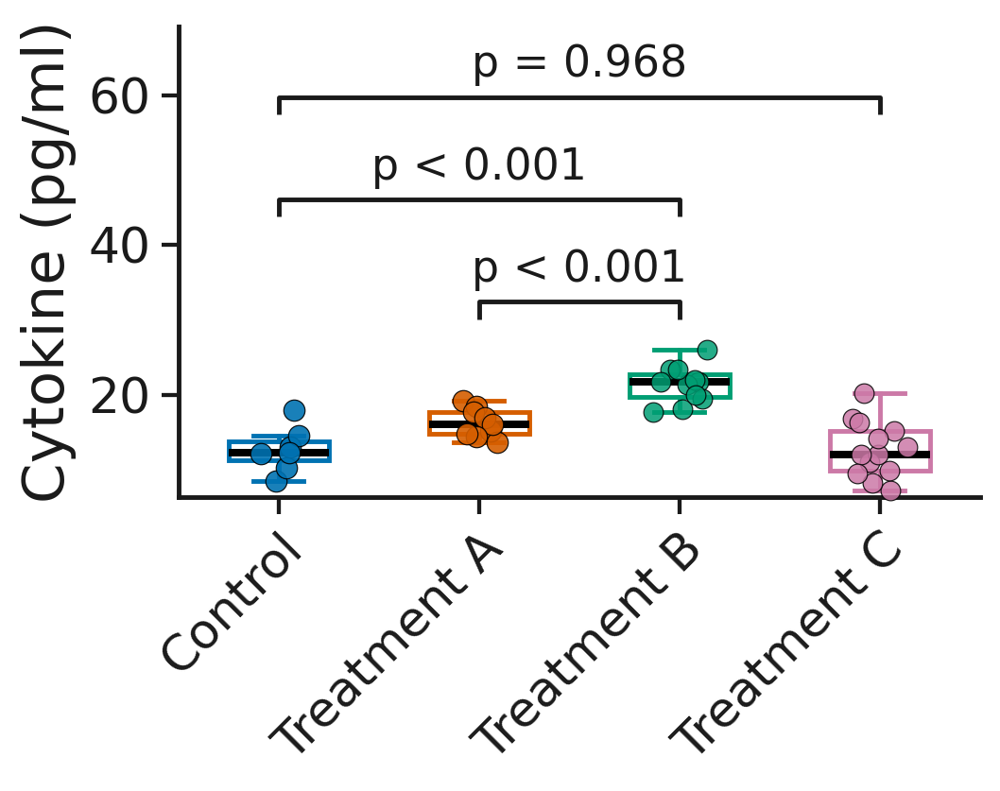 Cytokine (pg/ml)
60
40
20
p = 0.968
p < 0.001
p < 0.001
Control
Treatment A
Treatment B
Treatment C